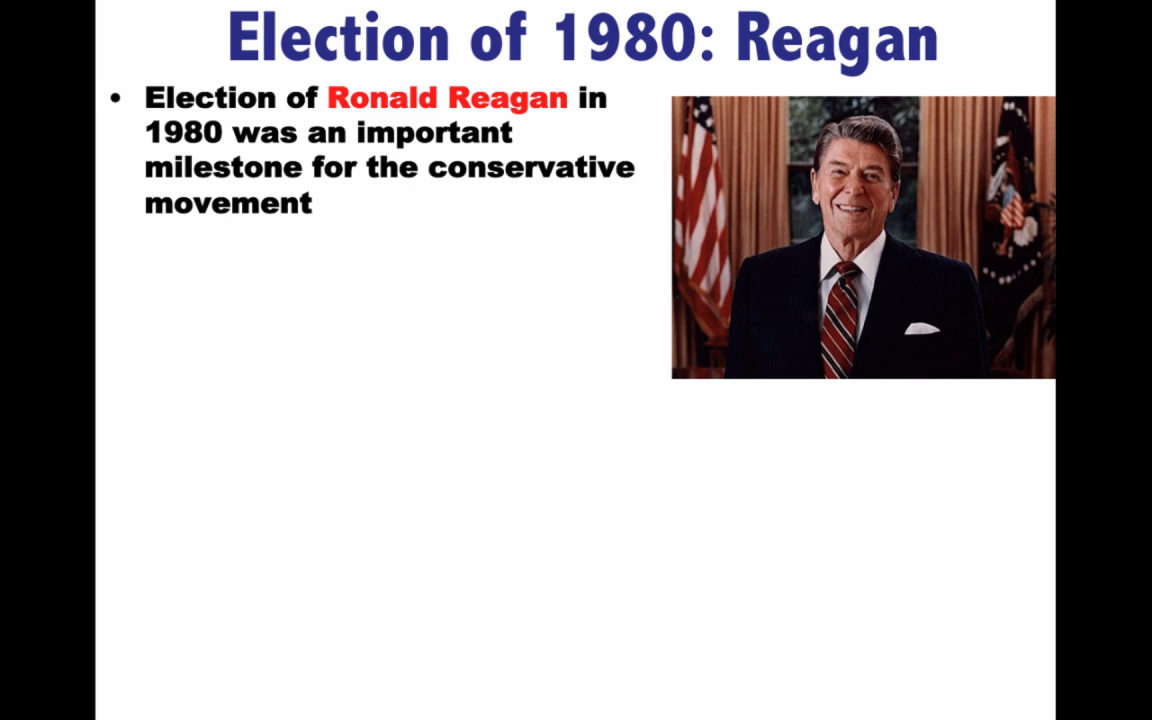 Election of 1980: Reagan
• Election of Ronald Reagan in
1980 was an important
milestone for the conservative
movement